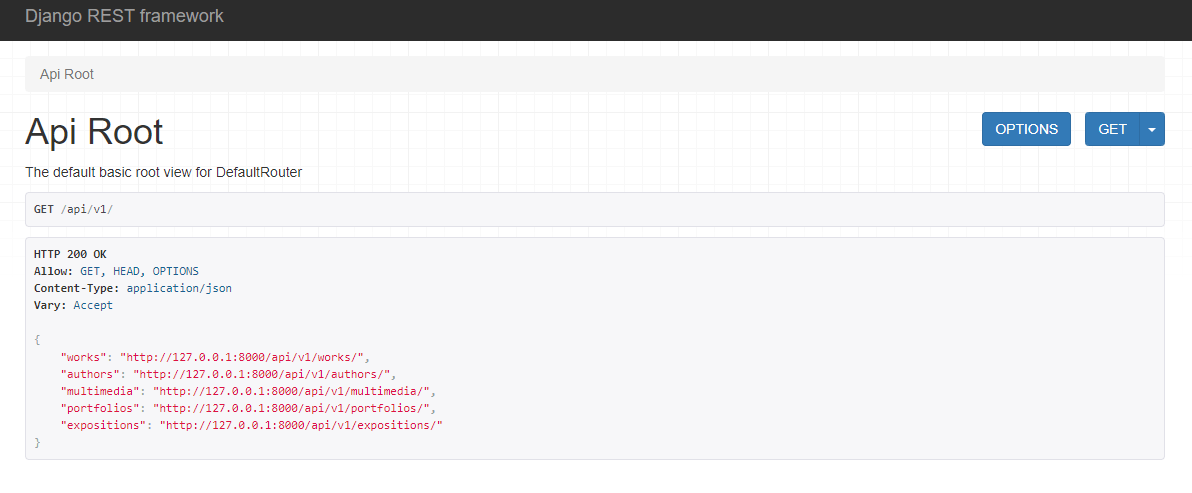 Django REST framework
Api Root
Api Root
OPTIONS
GET
The default basic root view for DefaultRouter
GET /api/v1/
HTTP 200 OK
Allow: GET, HEAD, OPTIONS
Content-Type: application/json
Vary: Accept
{
    "works": "http://127.0.0.1:8000/api/v1/works/",
    "authors": "http://127.0.0.1:8000/api/v1/authors/",
    "multimedia": "http://127.0.0.1:8000/api/v1/multimedia/",
    "portfolios": "http://127.0.0.1:8000/api/v1/portfolios/",
    "expositions": "http://127.0.0.1:8000/api/v1/expositions/"
}